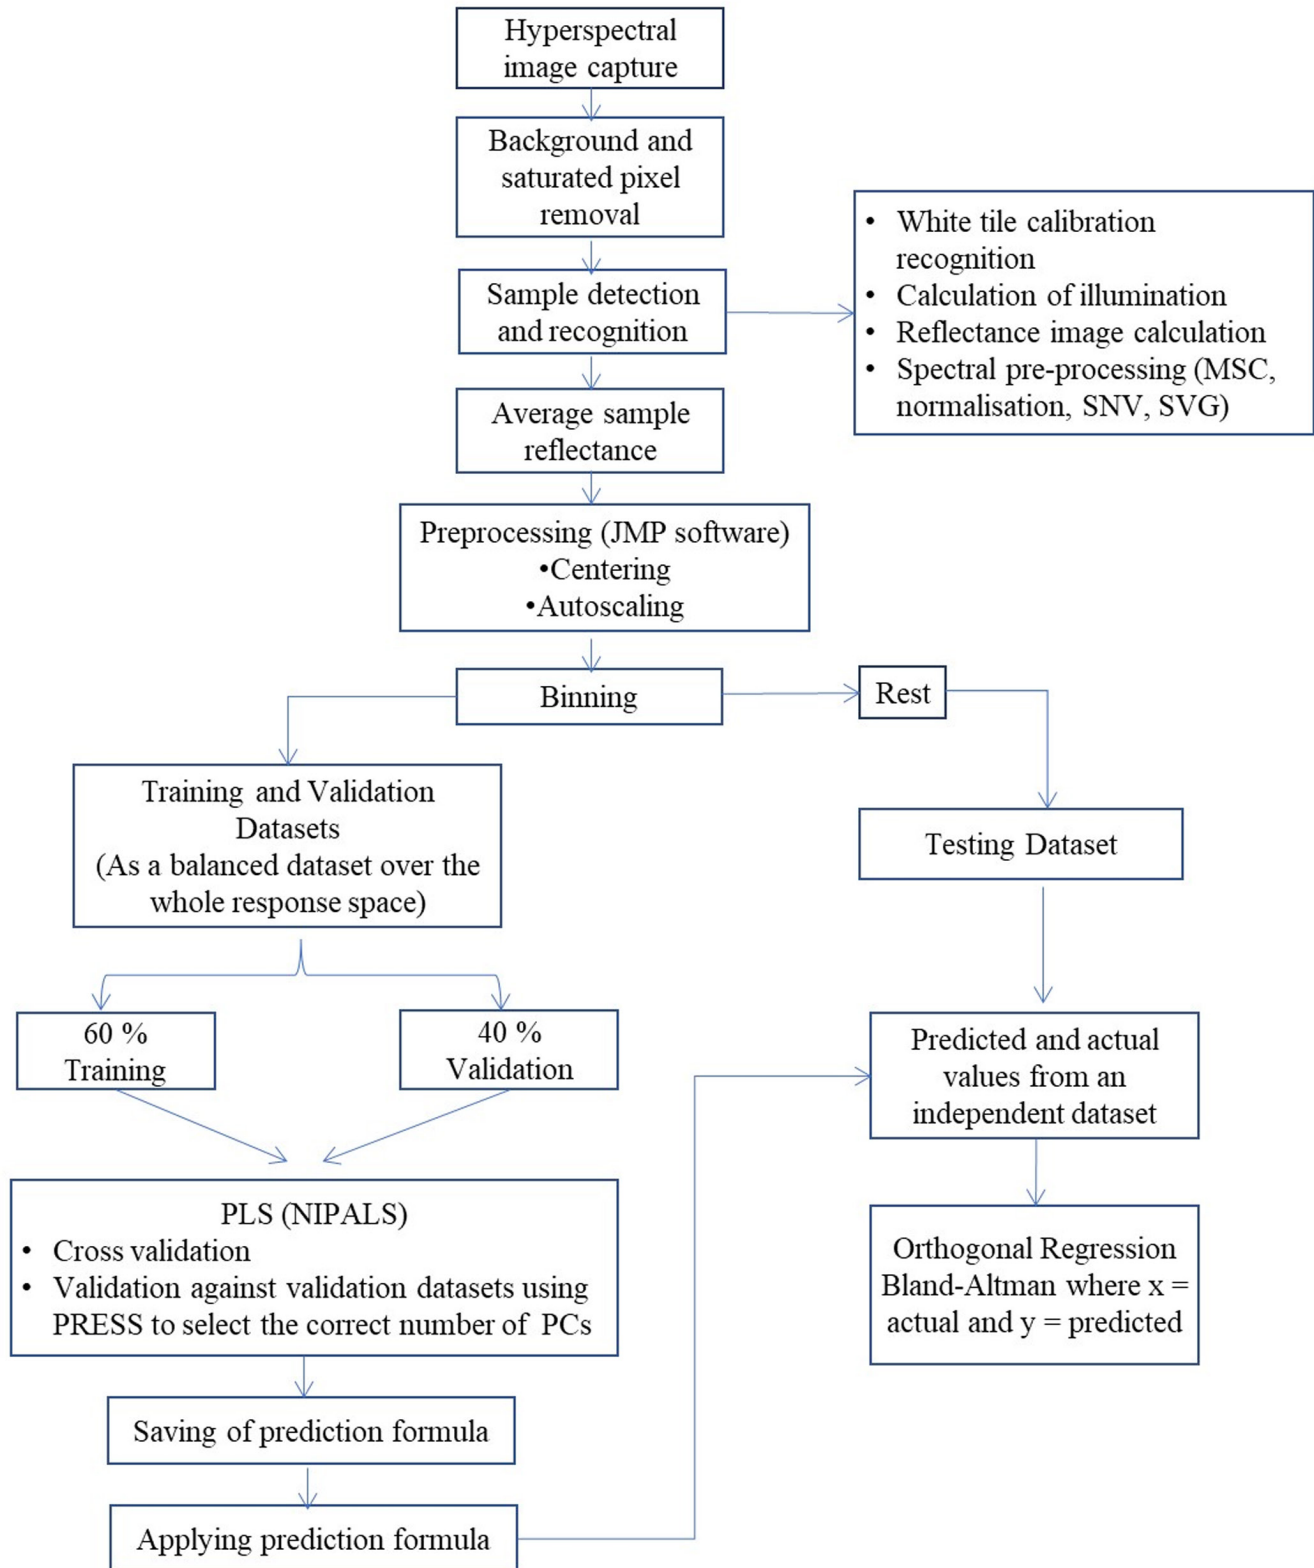 Hyperspectral
image capture
Background and
saturated pixel
removal
Sample detection
and recognition
• White tile calibration
recognition
• Calculation of illumination
• Reflectance image calculation
• Spectral pre-processing (MSC,
normalisation, SNV, SVG)
Average sample
reflectance
Preprocessing (JMP software)
•Centering
•Autoscaling
Binning
Rest
Training and Validation
Datasets
(As a balanced dataset over the
whole response space)
Testing Dataset
60 %
Training
40 %
Validation
Predicted and actual
values from an
independent dataset
PLS (NIPALS)
• Cross validation
• Validation against validation datasets using
PRESS to select the correct number of PCs
Orthogonal Regression
Bland-Altman where x =
actual and y = predicted
Saving of prediction formula
Applying prediction formula